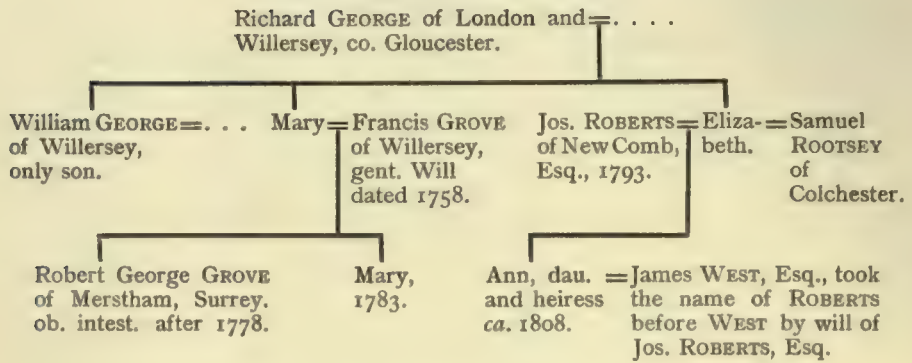 Richard GEORGE of London and=. . . .
Willersey, co. Gloucester.
William GEORGE=. . .
of Willersey,
only son.
Mary=Francis GROVE
of Willersey,
gent. Will
dated 1758.
Jos. ROBERTS=Eliza-=Samuel
of New Comb, beth. ROOTSEY
Esq., 1793. of
Colchester.
Robert George GROVE
of Merstham, Surrey.
ob. intest. after 1778.
Mary,
1783.
Ann, dau. =James WEST, Esq., took
and heiress the name of ROBERTS
ca. 1808. before WEST by will of
Jos. ROBERTS, Esq.